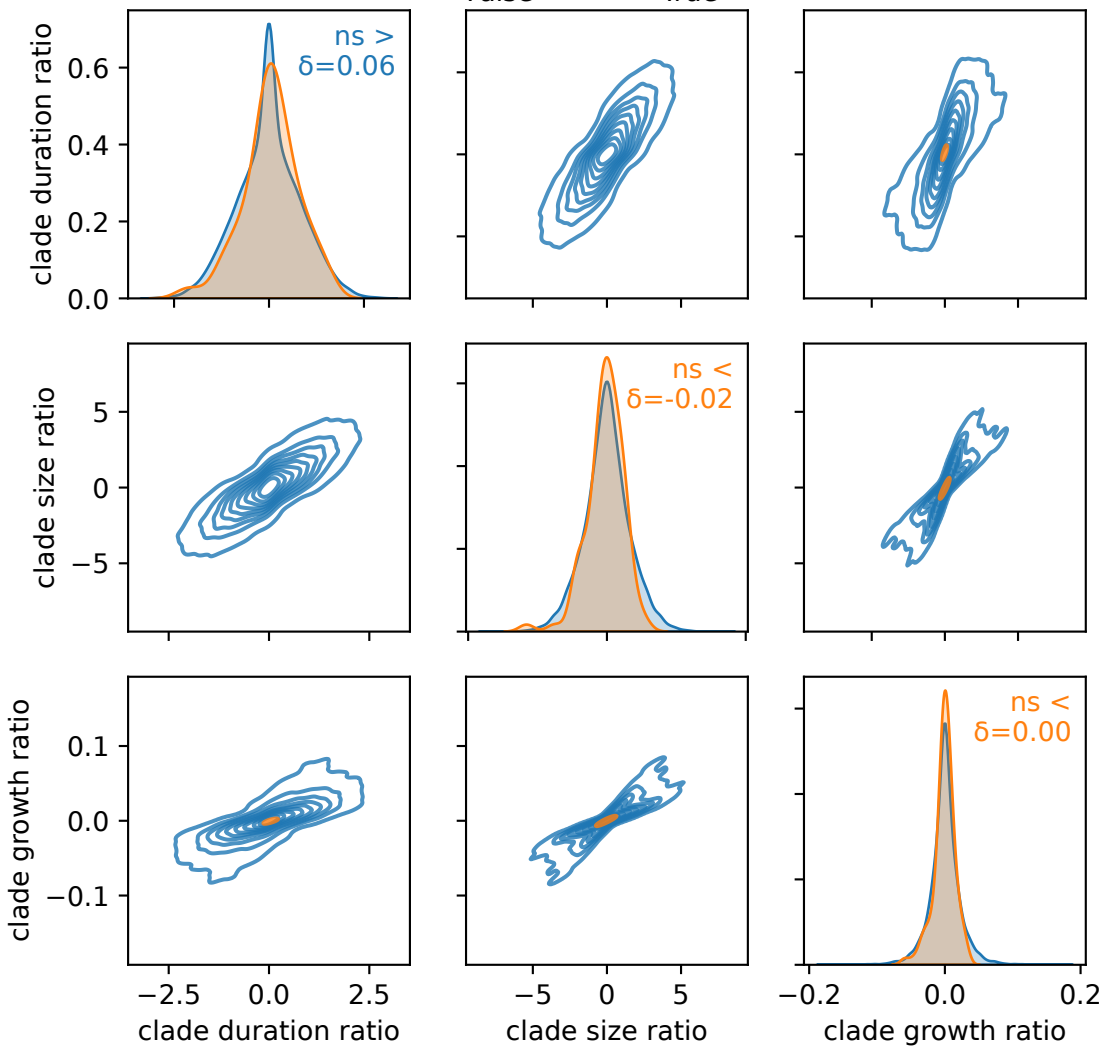 clade duration ratio
0.6
0.4
0.2
0.0
ns >
δ=0.06
clade size ratio
5
0
−5
ns <
δ=-0.02
clade growth ratio
0.1
0.0
−0.1
ns <
δ=0.00
−2.5 0.0 2.5
−5 0 5
−0.2 0.0 0.2
clade duration ratio
clade size ratio
clade growth ratio